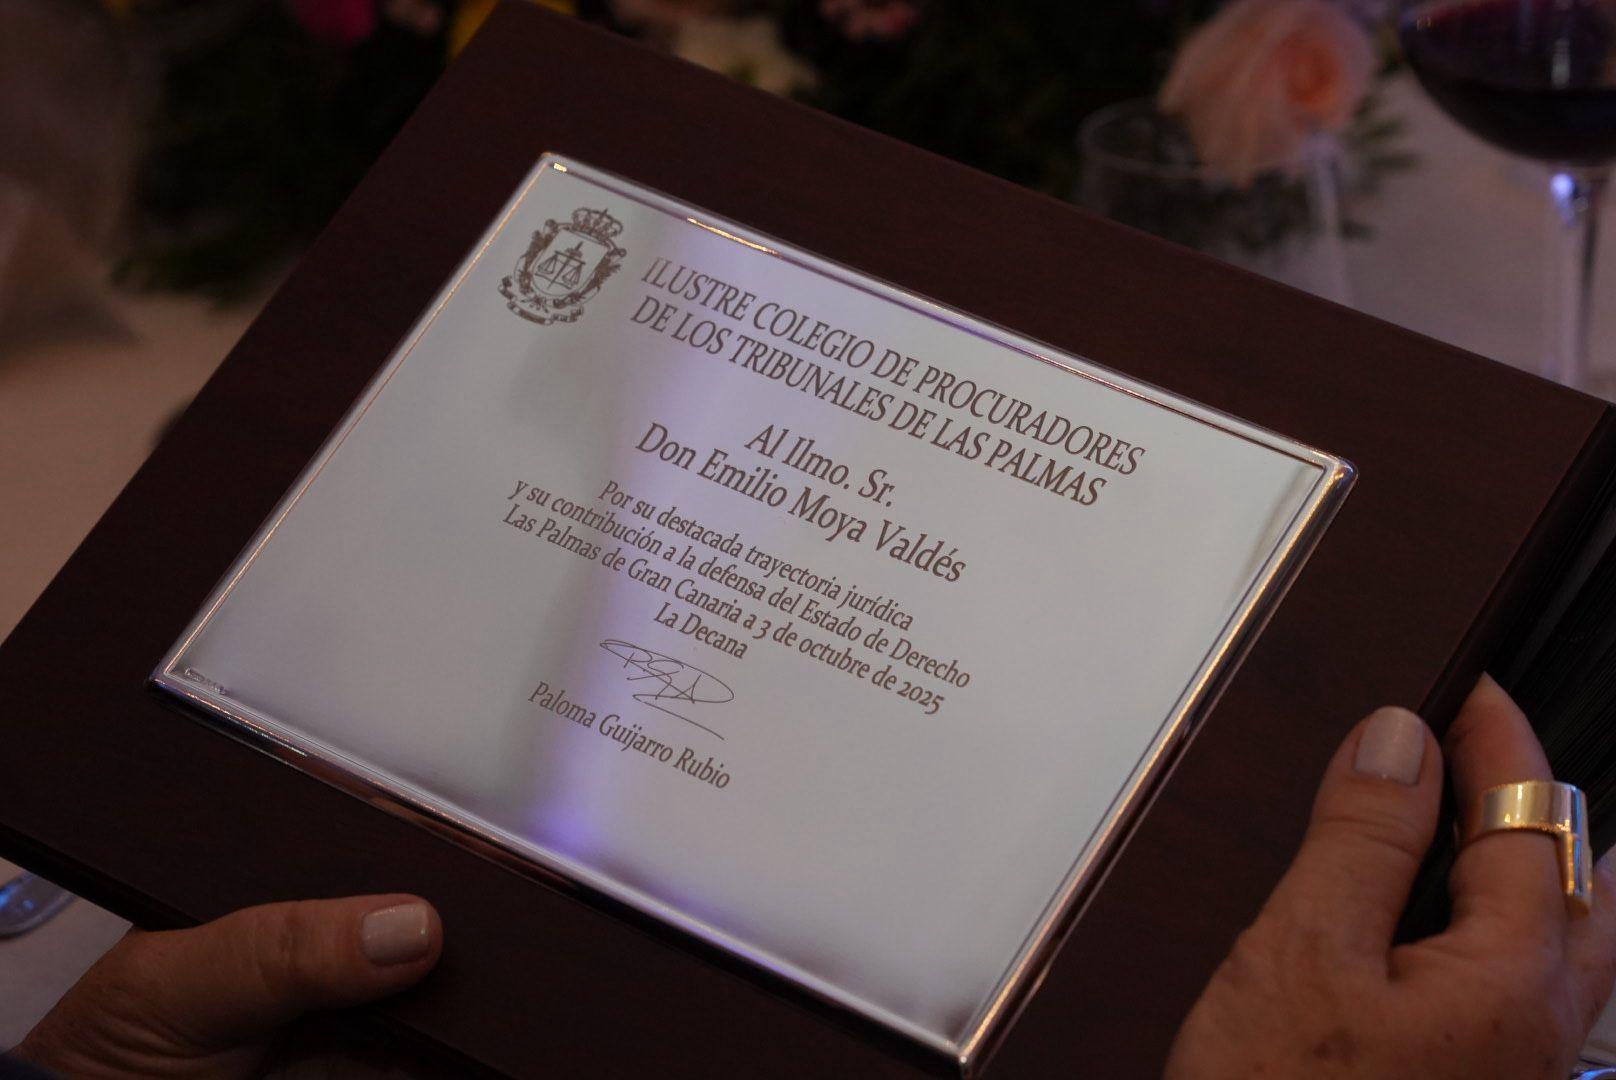 ILUSTRE COLEGIO DE PROCURADORES
DE LOS TRIBUNALES DE LAS PALMAS
Al Ilmo. Sr.
Don Emilio Moya Valdés
Por su destacada trayectoria jurídica
y su contribución a la defensa del Estado de Derecho
Las Palmas de Gran Canaria a 3 de octubre de 2025
La Decana
Paloma Guijarro Rubio